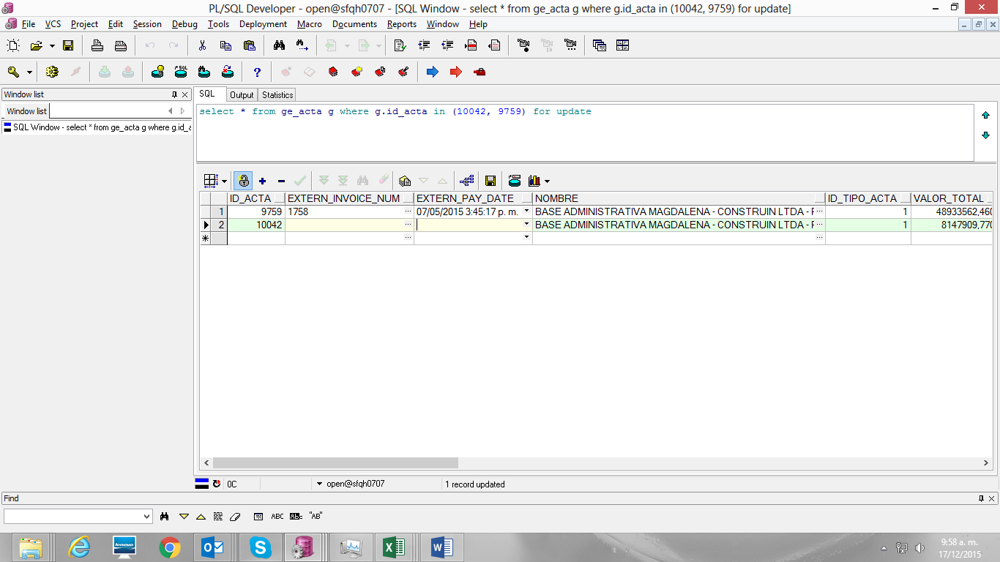 PL/SQL Developer - open@sfqh0707 - [SQL Window - select * from ge_acta g where g.id_acta in (10042, 9759) for update]
File VCS Project Edit Session Debug Tools Deployment Macro Documents Reports Window Help
Window list
Window list
SQL Window - select * from ge_acta g where g.id_a
SQL Output Statistics
select * from ge_acta g where g.id_acta in (10042, 9759) for update
ID_ACTA EXTERN_INVOICE_NUM EXTERN_PAY_DATE NOMBRE ID_TIPO_ACTA VALOR_TOTAL
1 9759 1758 07/05/2015 3:45:17 p. m. BASE ADMINISTRATIVA MAGDALENA - CONSTRUIN LTDA - 1 48933562,460
2 10042 BASE ADMINISTRATIVA MAGDALENA - CONSTRUIN LTDA - 1 8147909,770
0C open@sfqh0707 1 record updated
Find
ABC "AB"
9:58 a. m.
17/12/2015